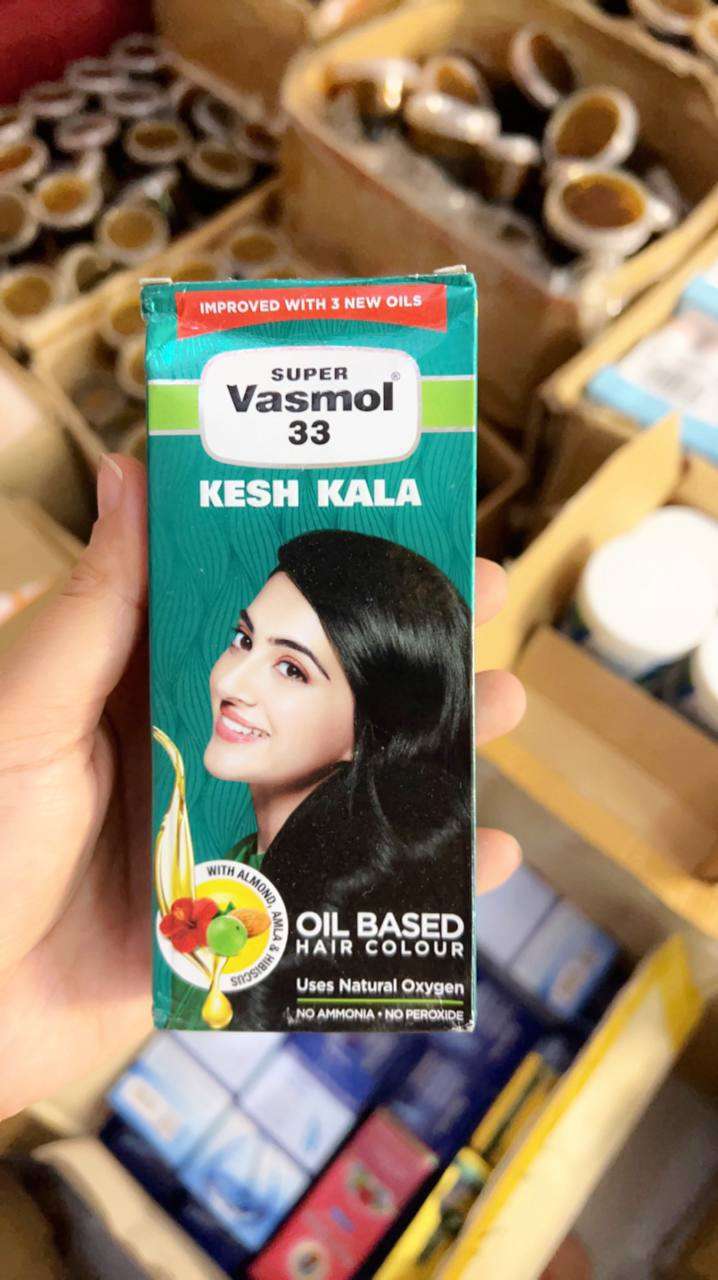 IMPROVED WITH 3 NEW OILS
SUPER
Vasmol®
33
KESH KALA
WITH ALMOND, AMLA & HIBISCUS
OIL BASED
HAIR COLOUR
Uses Natural Oxygen
NO AMMONIA • NO PEROXIDE